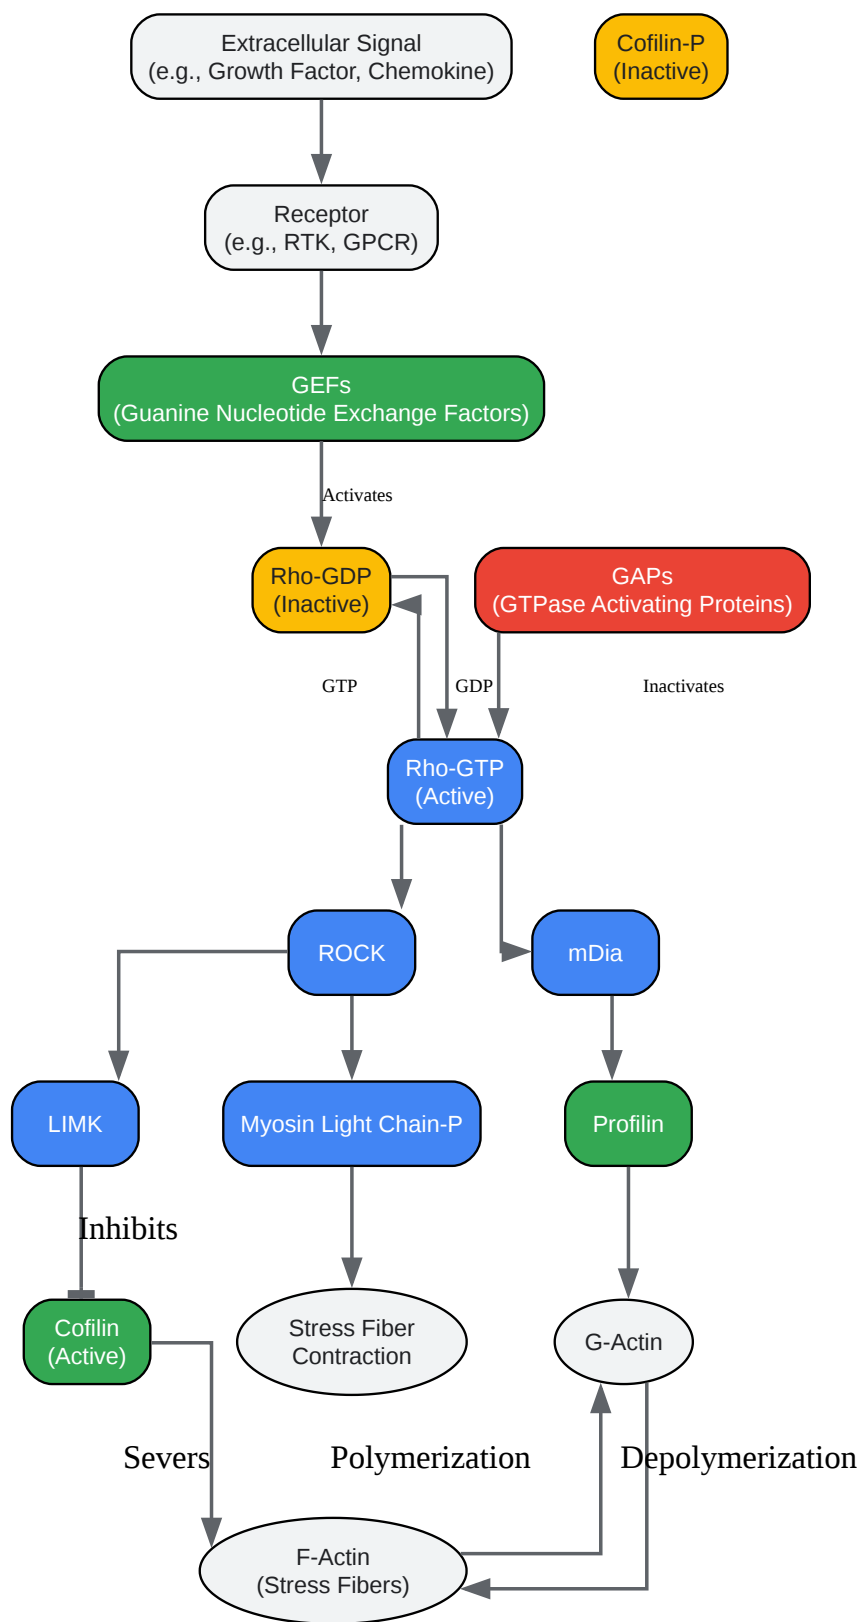 Extracellular Signal
(e.g., Growth Factor, Chemokine)
Cofilin-P
(Inactive)
Receptor
(e.g., RTK, GPCR)
GEFs
(Guanine Nucleotide Exchange Factors)
Activates
Rho-GDP
(Inactive)
GAPs
(GTPase Activating Proteins)
GTP
GDP
Inactivates
Rho-GTP
(Active)
ROCK
mDia
LIMK
Myosin Light Chain-P
Profilin
Inhibits
Cofilin
(Active)
Stress Fiber
Contraction
G-Actin
Severs
Polymerization
Depolymerization
F-Actin
(Stress Fibers)